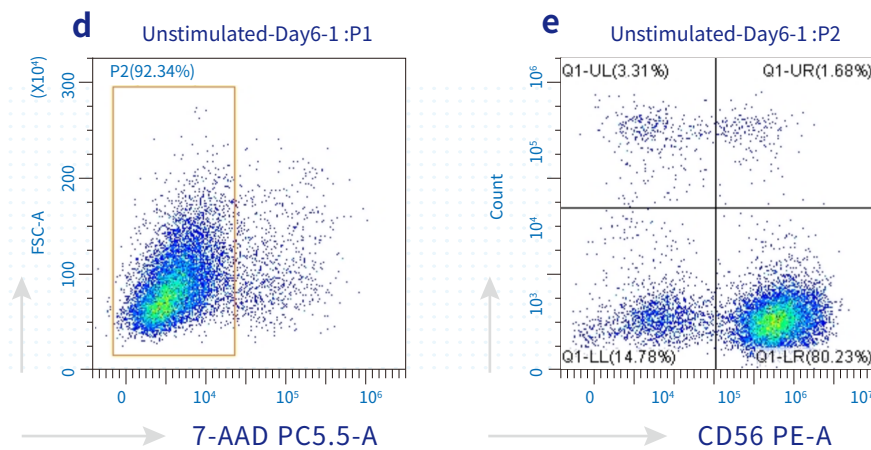 d
Unstimulated-Day6-1 :P1
P2(92.34%)
(X10⁴)
300
200
100
0
FSC-A
0
10⁴
10⁵
10⁶
7-AAD PC5.5-A
e
Unstimulated-Day6-1 :P2
Q1-UL(3.31%)
Q1-UR(1.68%)
10⁶
10⁵
10⁴
10³
0
Count
Q1-LL(14.78%)
Q1-LR(80.23%)
0
10⁴
10⁵
10⁶
10⁷
CD56 PE-A